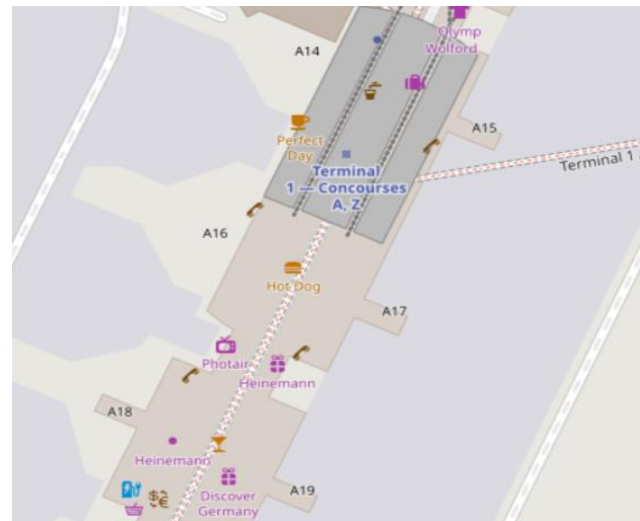 Olymp
Wolford
A14
Perfect
Day
A15
Terminal
1 — Concourses
A, Z
Terminal 1
A16
Hot Dog
A17
Photair
Heinemann
A18
Heinemann
Discover
Germany
A19